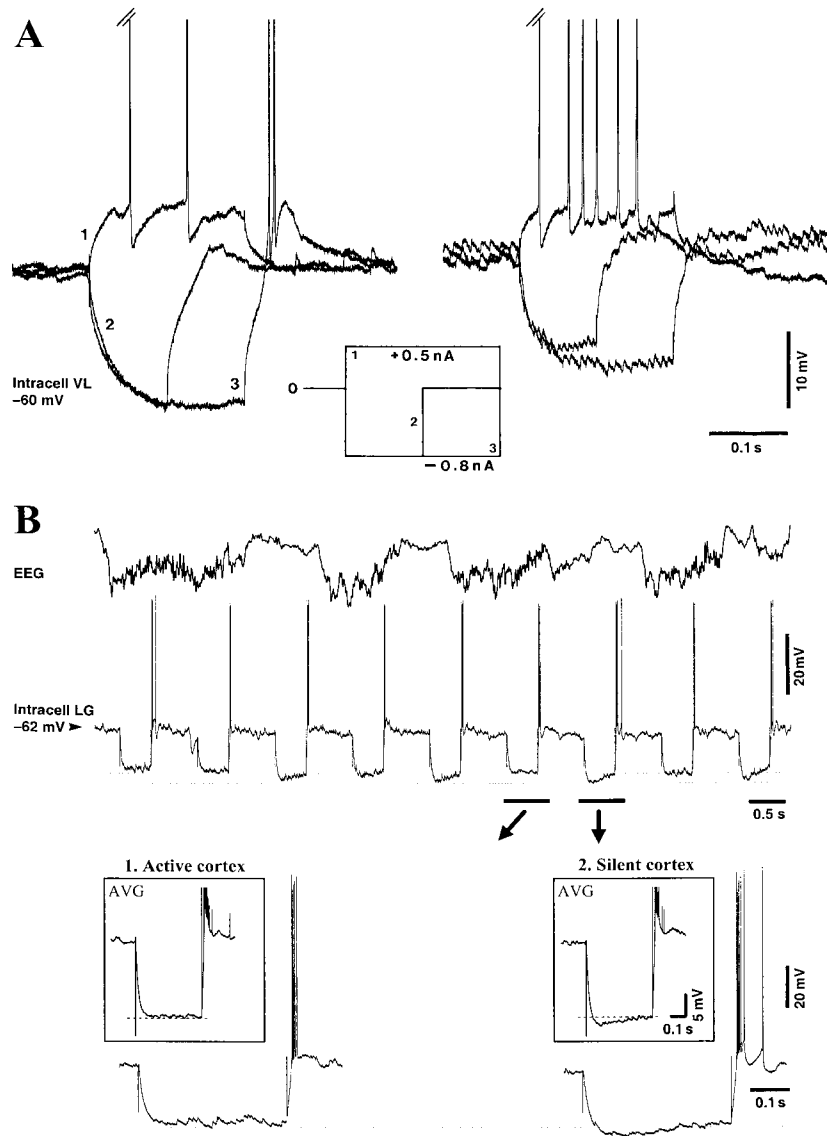 A
1
2
3
Intracell VL
−60 mV
1
+0.5 nA
0
2
3
−0.8 nA
10 mV
0.1 s
B
EEG
20 mV
Intracell LG
−62 mV
0.5 s
1. Active cortex
2. Silent cortex
AVG
AVG
0.1 s
5 mV
20 mV
0.1 s